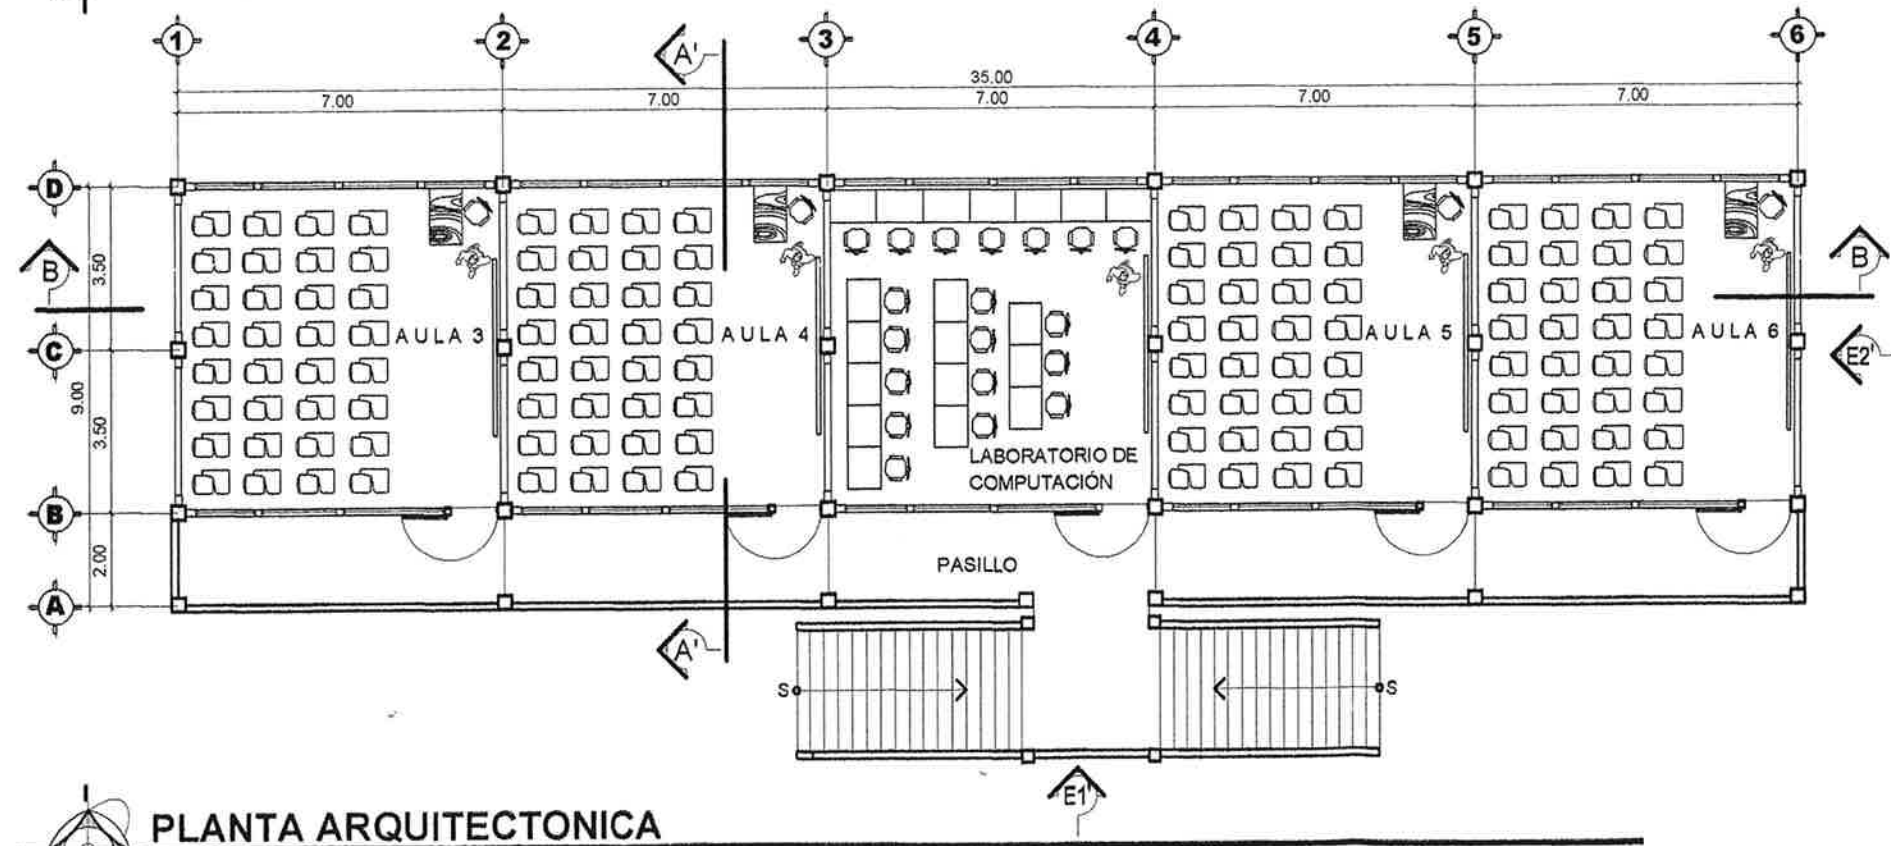 1
2
A'
3
4
5
6
35.00
7.00
7.00
7.00
7.00
7.00
D
B
3.50
C
9.00
3.50
B
2.00
A
AULA 3
AULA 4
AULA 5
AULA 6
B
E2'
LABORATORIO DE
COMPUTACIÓN
PASILLO
A'
S
S
E1'
PLANTA ARQUITECTONICA